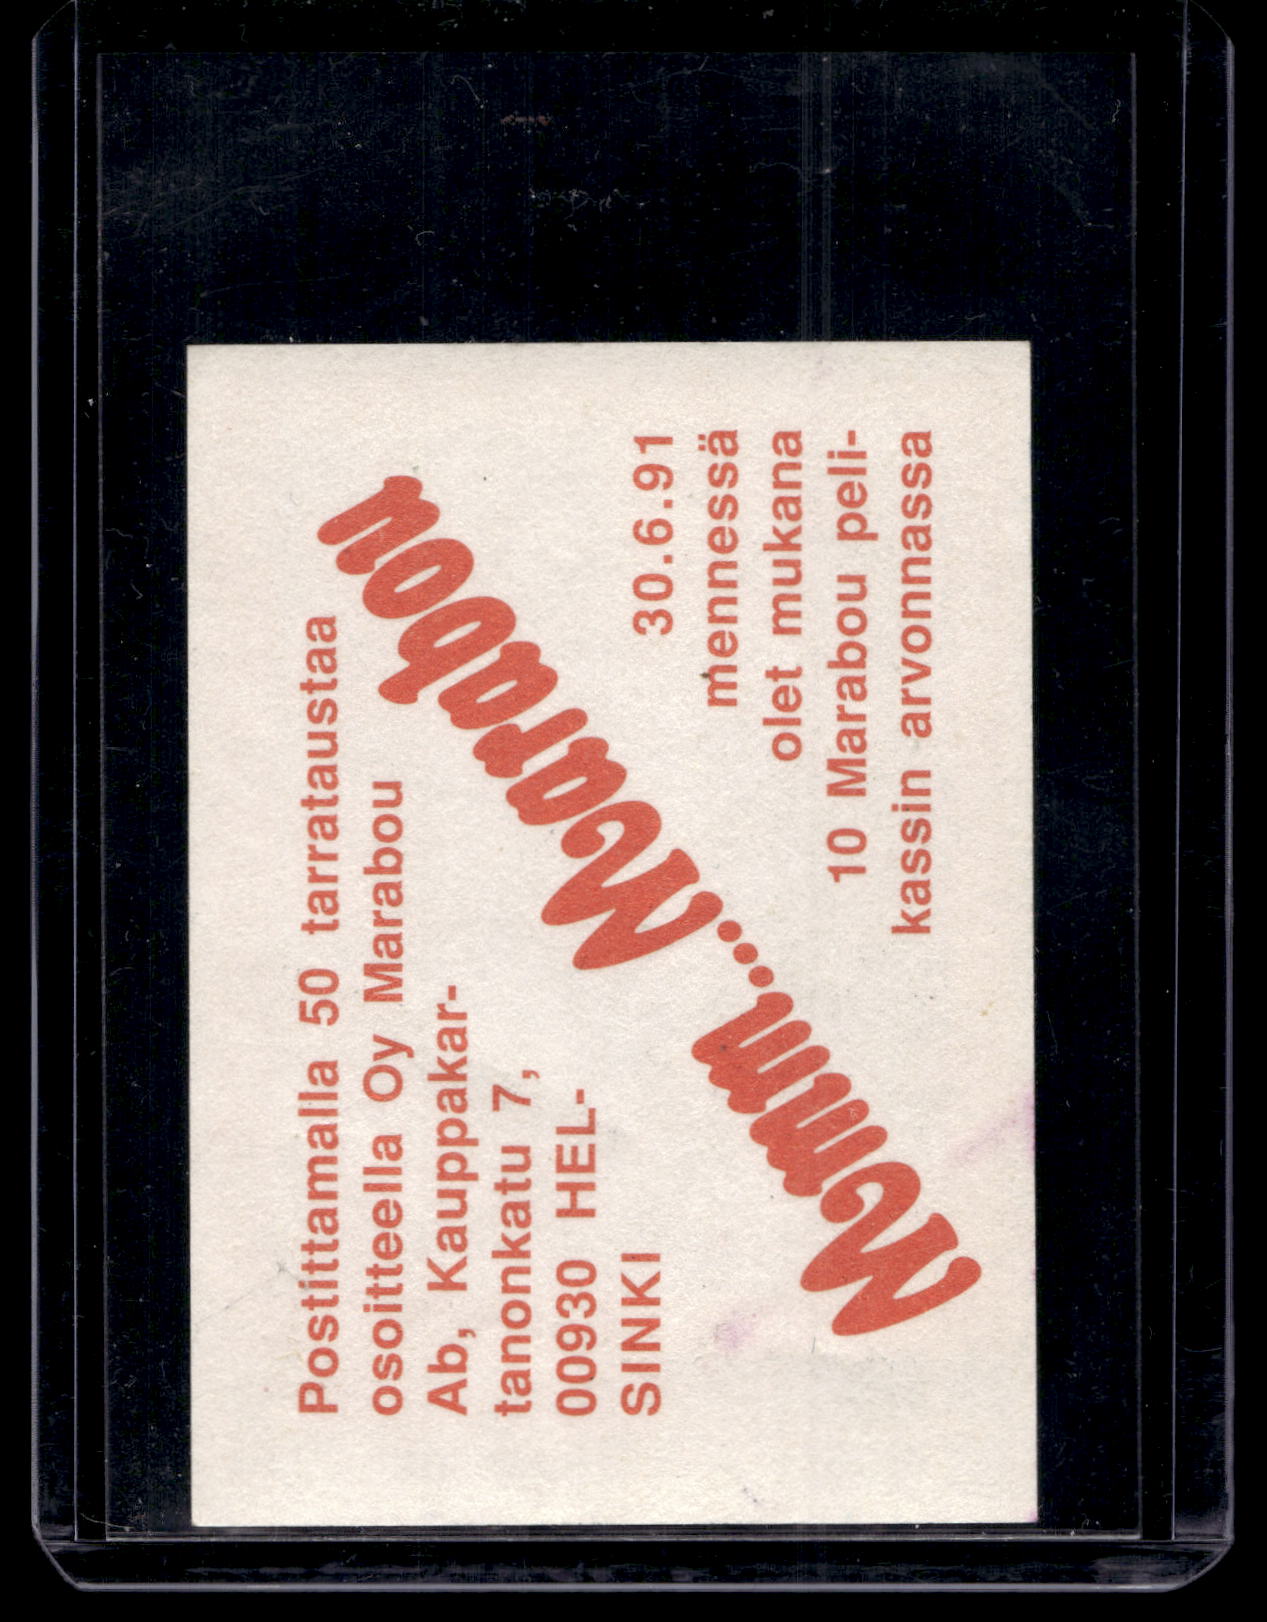 Postittamalla 50 tarrataustaa
osoitteella Oy Marabou
Ab, Kauppakar-
tanonkatu 7,
00930 HEL-
SINKI
Mmmm...Marabou
30.6.91
mennessä
olet mukana
10 Marabou peli-
kassin arvonnassa